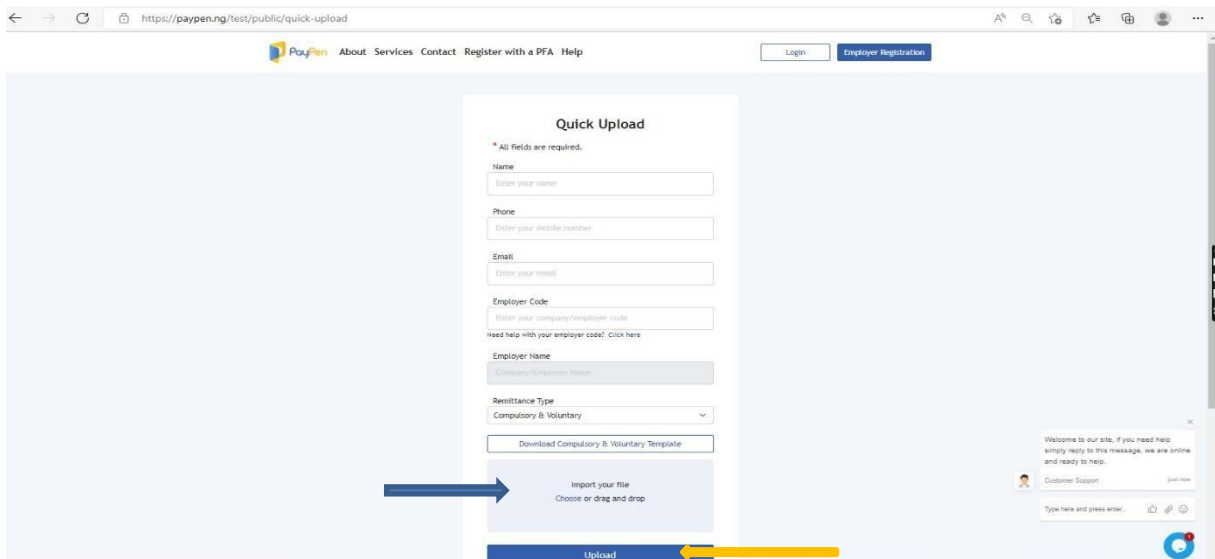 https://paypen.ng/test/public/quick-upload
PayPen About Services Contact Register with a PFA Help Login Employer Registration
Quick Upload
* All fields are required.
Name
Enter your name
Phone
Enter your mobile number
Email
Enter your email
Employer Code
Enter your company/employer code
Need help with your employer code? Click here
Employer Name
Company/Employer Name
Remittance Type
Compulsory & Voluntary
Download Compulsory & Voluntary Template
Import your file
Choose or drag and drop
Upload
Welcome to our site, if you need help
simply reply to this message, we are online
and ready to help.
Customer Support just now
Type here and press enter.